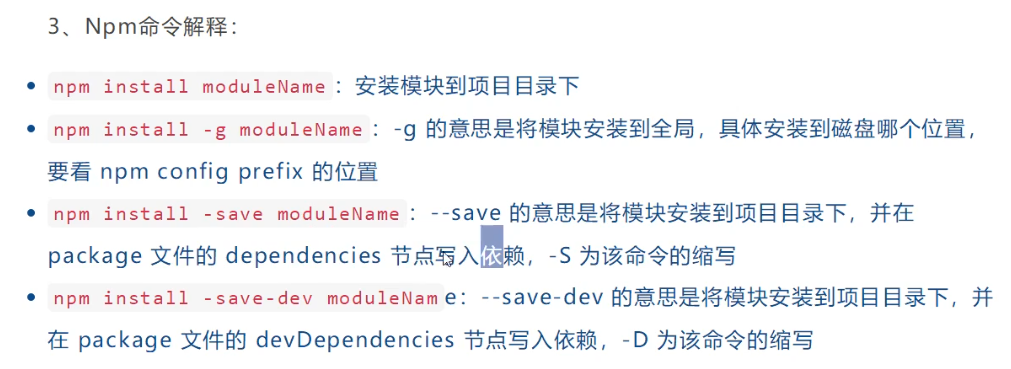 3、Npm命令解释：
npm install moduleName：安装模块到项目目录下
npm install -g moduleName：-g 的意思是将模块安装到全局，具体安装到磁盘哪个位置，
要看 npm config prefix 的位置
npm install -save moduleName：--save 的意思是将模块安装到项目目录下，并在
package 文件的 dependencies 节点写入依赖，-S 为该命令的缩写
npm install -save-dev moduleName：--save-dev 的意思是将模块安装到项目目录下，并
在 package 文件的 devDependencies 节点写入依赖，-D 为该命令的缩写